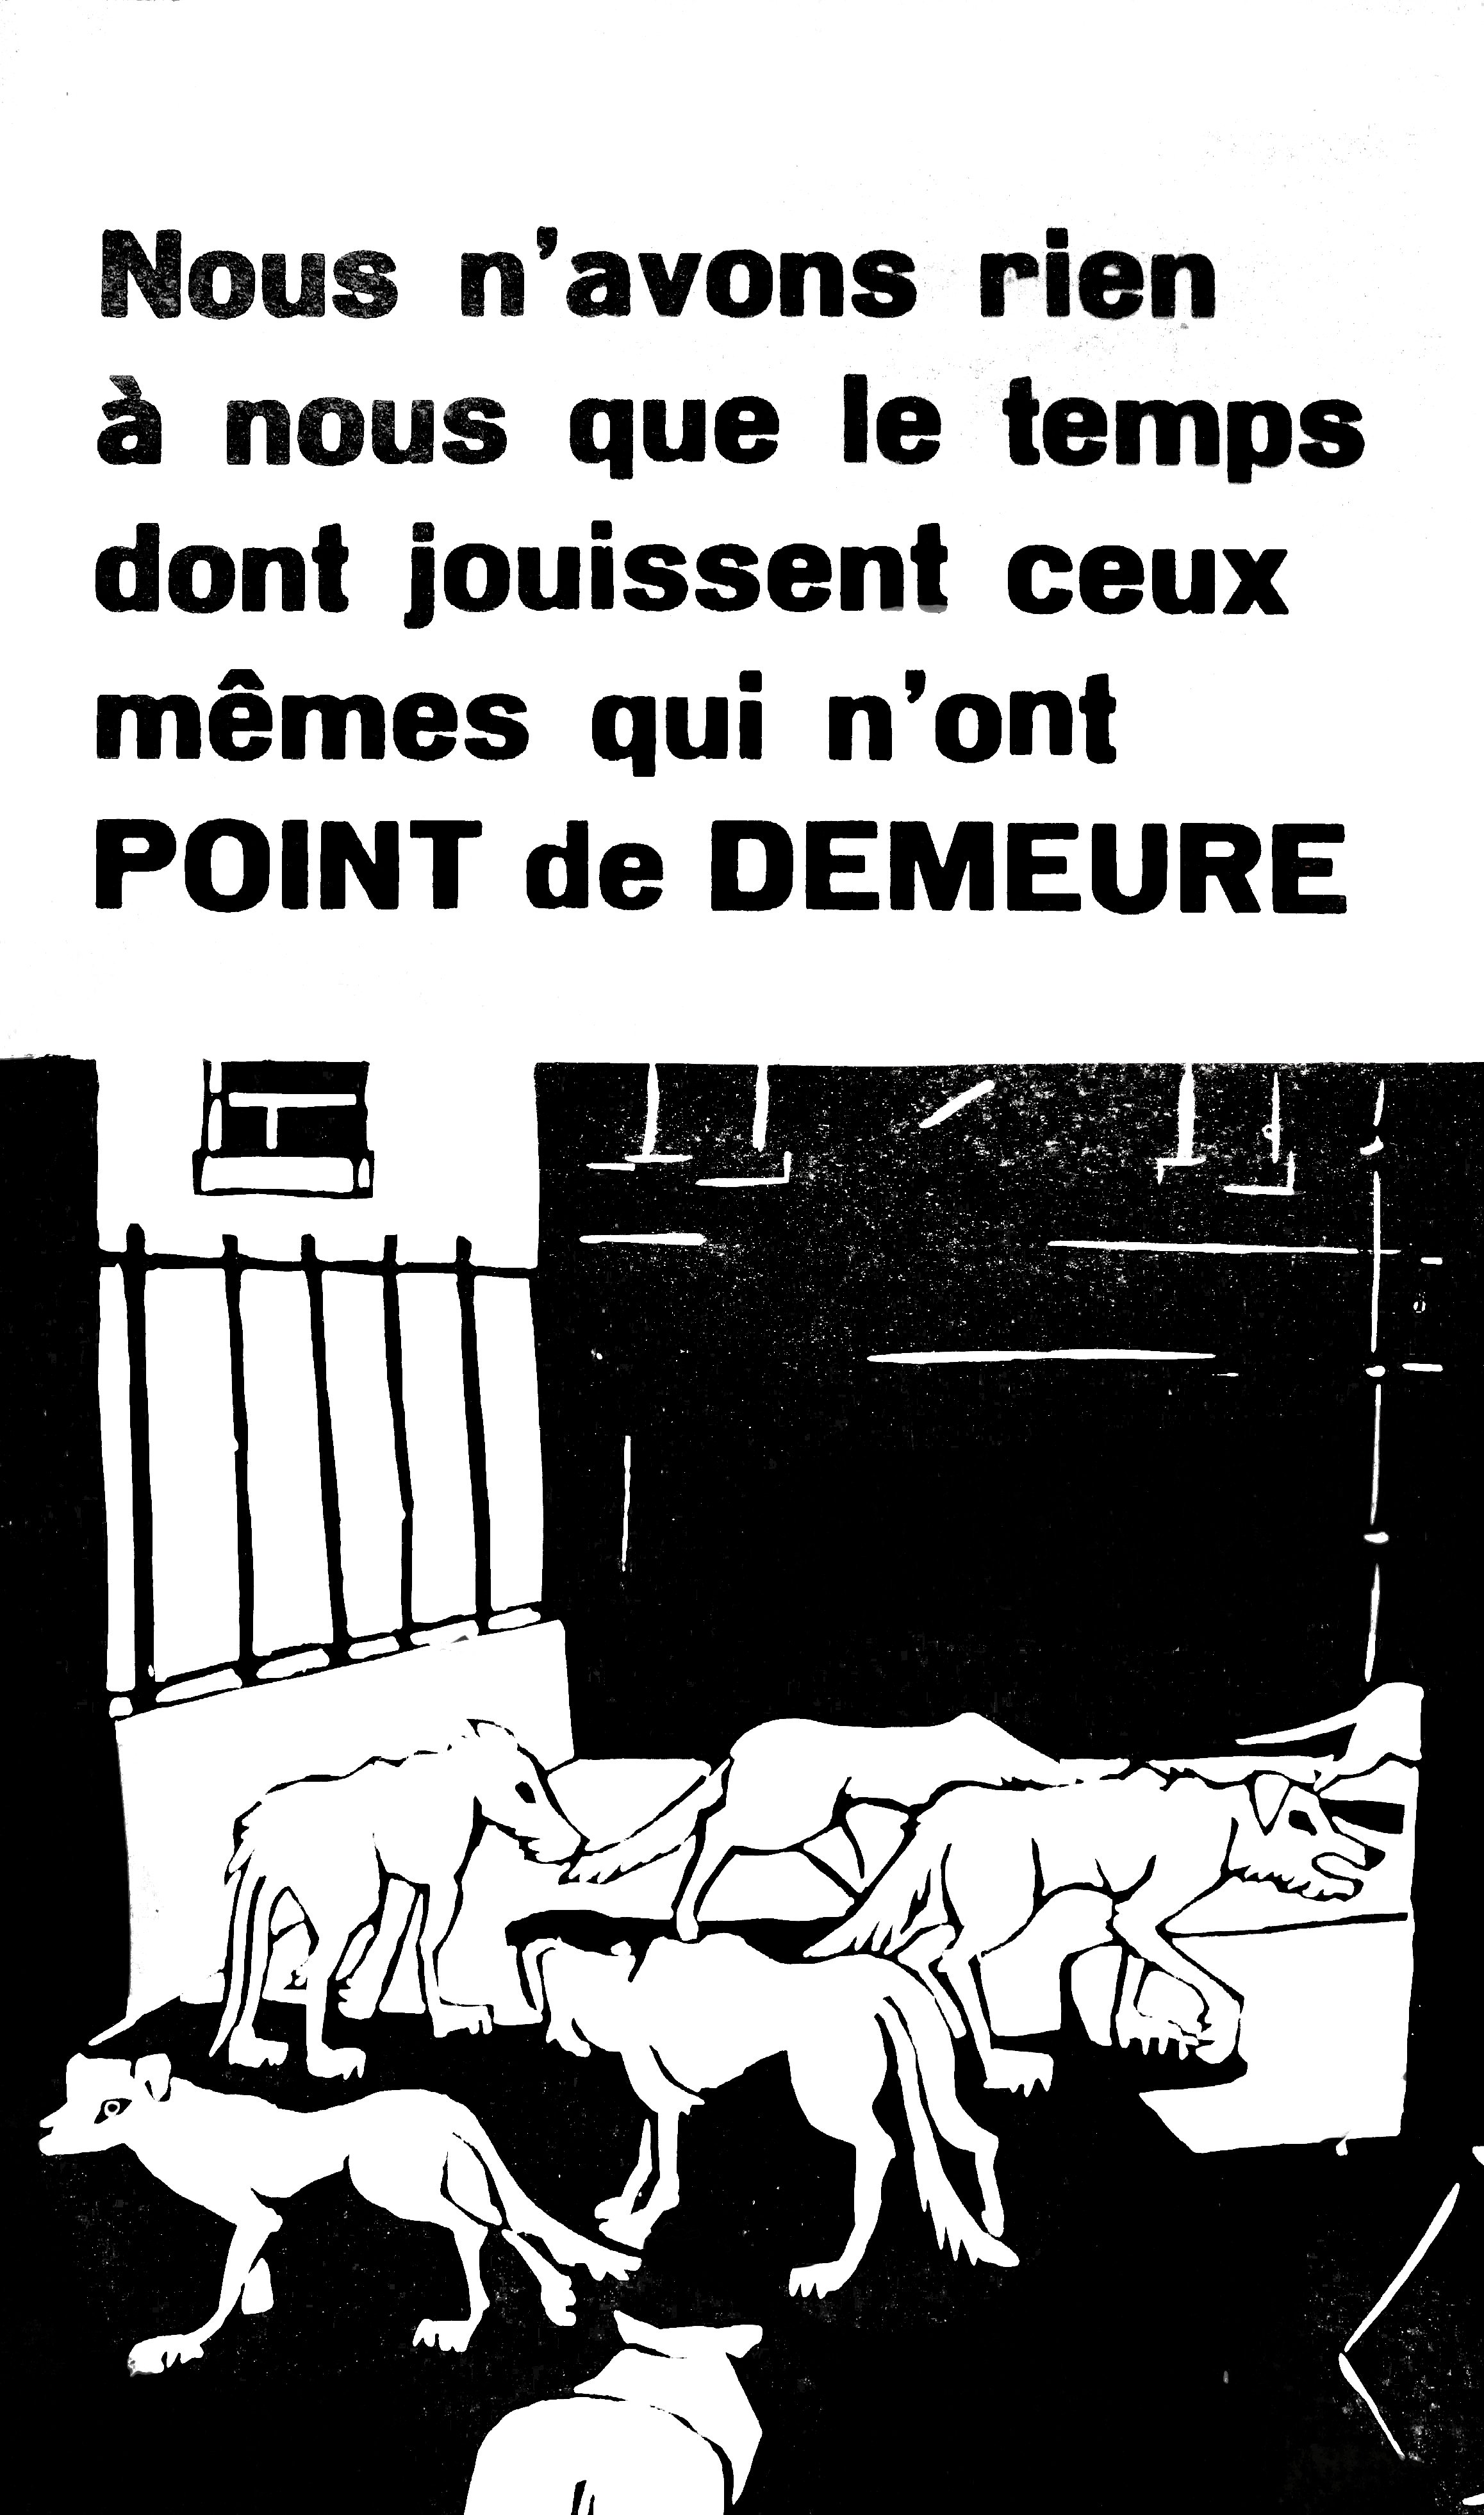 Nous n’avons rien
à nous que le temps
dont jouissent ceux
mêmes qui n’ont
POINT de DEMEURE